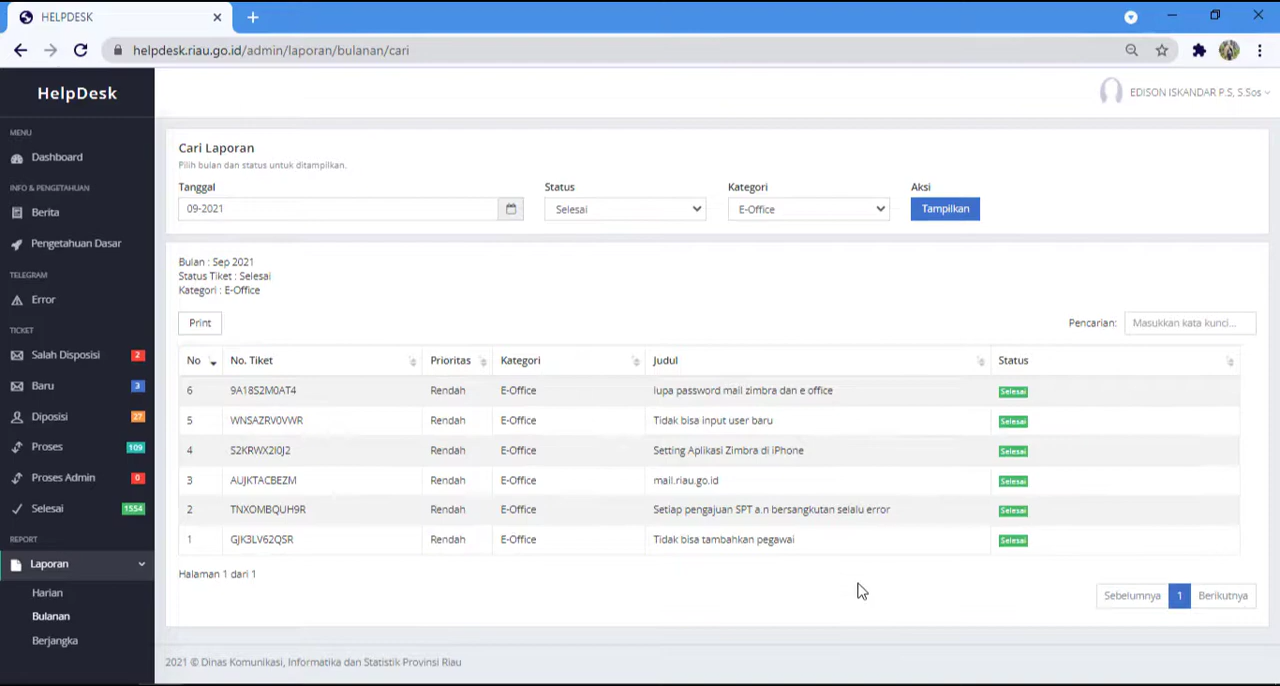 HELPDESK
helpdesk.riau.go.id/admin/laporan/bulanan/cari
HelpDesk
EDISON ISKANDAR P.S, S.Sos
MENU
Dashboard
INFO & PENGETAHUAN
Berita
Pengetahuan Dasar
TELEGRAM
Error
TICKET
Salah Disposisi 2
Baru 3
Diposisi 27
Proses 109
Proses Admin 0
Selesai 1554
REPORT
Laporan
Harian
Bulanan
Berjangka
Cari Laporan
Pilih bulan dan status untuk ditampilkan.
Tanggal Status Kategori Aksi
09-2021 Selesai E-Office Tampilkan
Bulan : Sep 2021
Status Tiket : Selesai
Kategori : E-Office
Print Pencarian: Masukkan kata kunci...
No No. Tiket Prioritas Kategori Judul Status
6 9A18S2M0AT4 Rendah E-Office lupa password mail zimbra dan e office Selesai
5 WNSAZRV0VWR Rendah E-Office Tidak bisa input user baru Selesai
4 S2KRWX2I0J2 Rendah E-Office Setting Aplikasi Zimbra di iPhone Selesai
3 AUJKTACBEZM Rendah E-Office mail.riau.go.id Selesai
2 TNXOMBQUH9R Rendah E-Office Setiap pengajuan SPT a.n bersangkutan selalu error Selesai
1 GJK3LV62QSR Rendah E-Office Tidak bisa tambahkan pegawai Selesai
Halaman 1 dari 1
Sebelumnya 1 Berikutnya
2021 © Dinas Komunikasi, Informatika dan Statistik Provinsi Riau